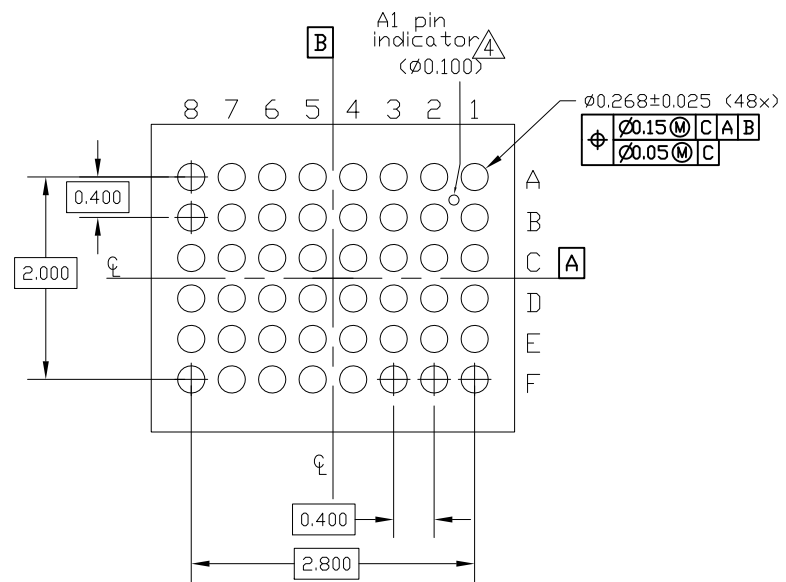 A1 pin
indicator 4
(Ø0.100)
B
8 7 6 5 4 3 2 1
Ø0.268±0.025 (48x)
⌖ Ø0.15 Ⓜ C A B
Ø0.05 Ⓜ C
A
0.400
B
C
2.000
℄
A
D
E
F
℄
0.400
2.800